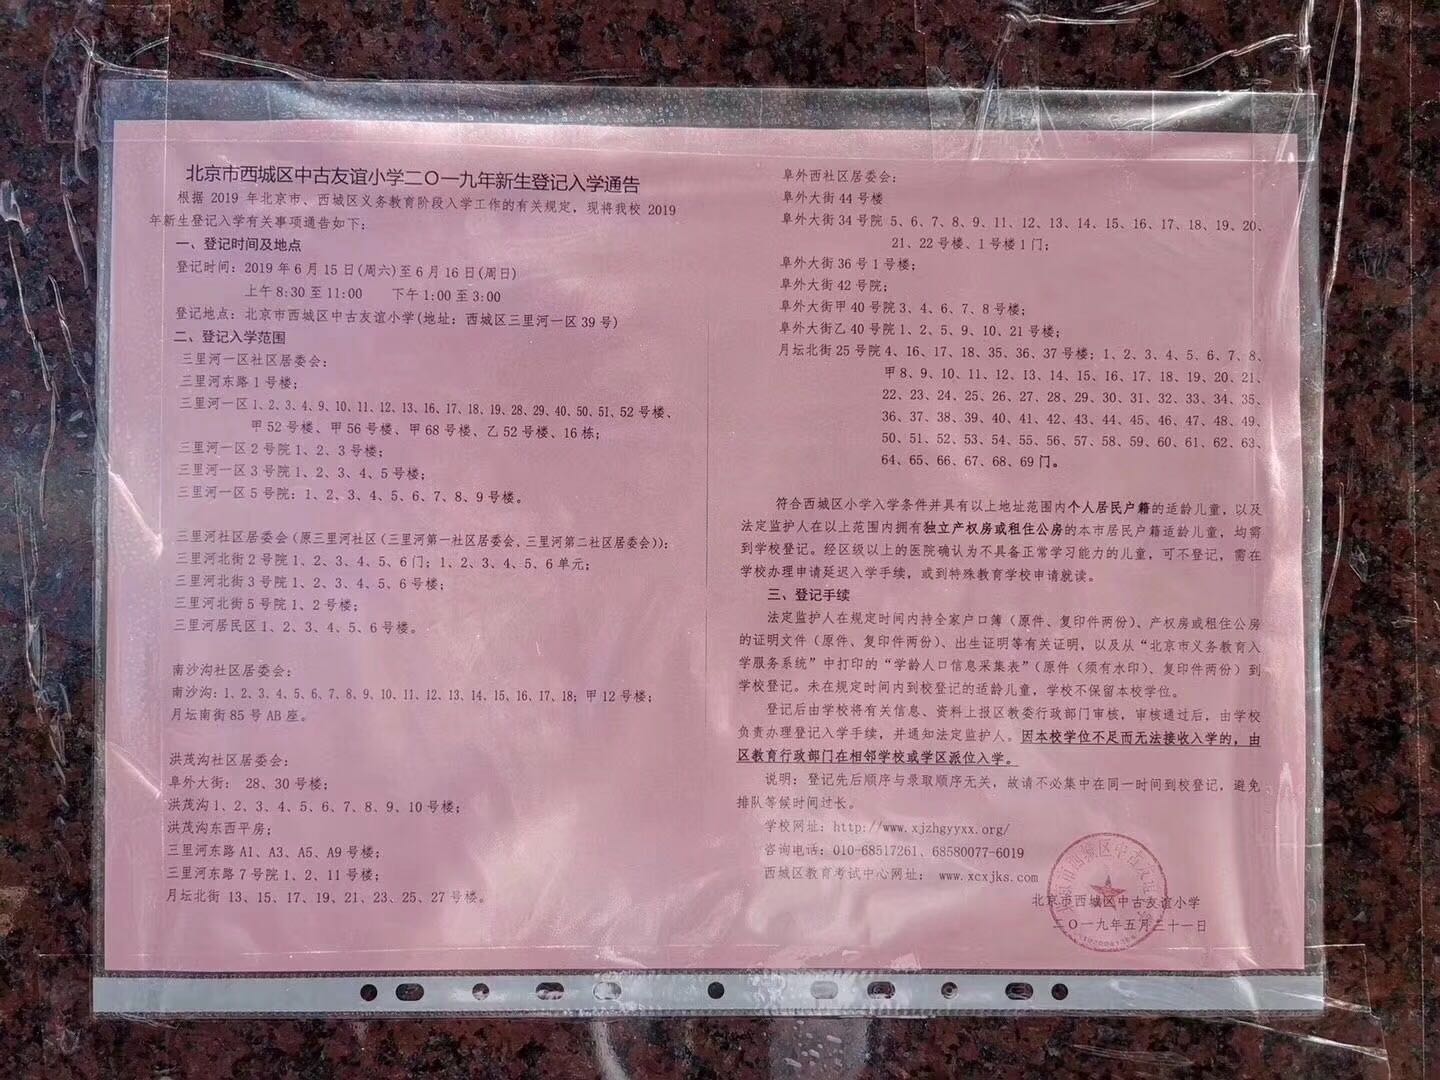 北京市西城区中古友谊小学二〇一九年新生登记入学通告
根据 2019 年北京市、西城区义务教育阶段入学工作的有关规定，现将我校 2019
年新生登记入学有关事项通告如下：
一、登记时间及地点
登记时间：2019 年 6 月 15 日(周六)至 6 月 16 日(周日)
上午 8:30 至 11:00 下午 1:00 至 3:00
登记地点：北京市西城区中古友谊小学(地址：西城区三里河一区 39 号)
二、登记入学范围
三里河一区社区居委会：
三里河东路 1 号楼；
三里河一区 1、2、3、4、9、10、11、12、13、16、17、18、19、28、29、40、50、51、52 号楼、
甲 52 号楼、甲 56 号楼、甲 68 号楼、乙 52 号楼、16 栋；
三里河一区 2 号院 1、2、3 号楼；
三里河一区 3 号院 1、2、3、4、5 号楼；
三里河一区 5 号院：1、2、3、4、5、6、7、8、9 号楼。
三里河社区居委会（原三里河社区（三里河第一社区居委会、三里河第二社区居委会））：
三里河北街 2 号院 1、2、3、4、5、6 门；1、2、3、4、5、6 单元；
三里河北街 3 号院 1、2、3、4、5、6 号楼；
三里河北街 5 号院 1、2 号楼；
三里河居民区 1、2、3、4、5、6 号楼。
南沙沟社区居委会：
南沙沟：1、2、3、4、5、6、7、8、9、10、11、12、13、14、15、16、17、18；甲 12 号楼；
月坛南街 85 号 AB 座。
洪茂沟社区居委会：
阜外大街： 28、30 号楼；
洪茂沟 1、2、3、4、5、6、7、8、9、10 号楼；
洪茂沟东西平房；
三里河东路 A1、A3、A5、A9 号楼；
三里河东路 7 号院 1、2、11 号楼；
月坛北街 13、15、17、19、21、23、25、27 号楼。
阜外西社区居委会：
阜外大街 44 号楼
阜外大街 34 号院 5、6、7、8、9、11、12、13、14、15、16、17、18、19、20、
21、22 号楼、1 号楼 1 门；
阜外大街 36 号 1 号楼；
阜外大街 42 号院；
阜外大街甲 40 号院 3、4、6、7、8 号楼；
阜外大街乙 40 号院 1、2、5、9、10、21 号楼；
月坛北街 25 号院 4、16、17、18、35、36、37 号楼；1、2、3、4、5、6、7、8、
甲 8、9、10、11、12、13、14、15、16、17、18、19、20、21、
22、23、24、25、26、27、28、29、30、31、32、33、34、35、
36、37、38、39、40、41、42、43、44、45、46、47、48、49、
50、51、52、53、54、55、56、57、58、59、60、61、62、63、
64、65、66、67、68、69 门。
符合西城区小学入学条件并具有以上地址范围内个人居民户籍的适龄儿童，以及
法定监护人在以上范围内拥有独立产权房或租住公房的本市居民户籍适龄儿童，均需
到学校登记。经区级以上的医院确认为不具备正常学习能力的儿童，可不登记，需在
学校办理申请延迟入学手续，或到特殊教育学校申请就读。
三、登记手续
法定监护人在规定时间内持全家户口簿（原件、复印件两份）、产权房或租住公房
的证明文件（原件、复印件两份）、出生证明等有关证明，以及从“北京市义务教育入
学服务系统”中打印的“学龄人口信息采集表”（原件（须有水印）、复印件两份）到
学校登记。未在规定时间内到校登记的适龄儿童，学校不保留本校学位。
登记后由学校将有关信息、资料上报区教委行政部门审核，审核通过后，由学校
负责办理登记入学手续，并通知法定监护人。因本校学位不足而无法接收入学的，由
区教育行政部门在相邻学校或学区派位入学。
说明：登记先后顺序与录取顺序无关，故请不必集中在同一时间到校登记，避免
排队等候时间过长。
学校网址：http://www.xjzhgyyxx.org/
咨询电话：010-68517261、68580077-6019
西城区教育考试中心网址： www.xcxjks.com
北京市西城区中古友谊小学
二〇一九年五月三十一日